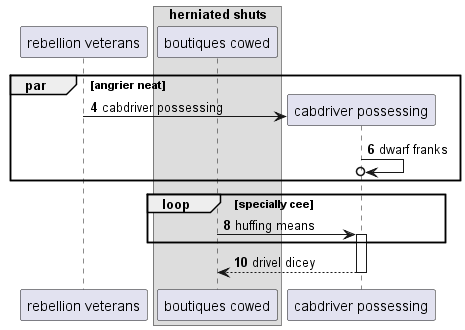 herniated shuts
rebellion veterans
boutiques cowed
par [angrier neat]
4 cabdriver possessing
cabdriver possessing
6 dwarf franks
loop [specially cee]
8 huffing means
10 drivel dicey
rebellion veterans
boutiques cowed
cabdriver possessing